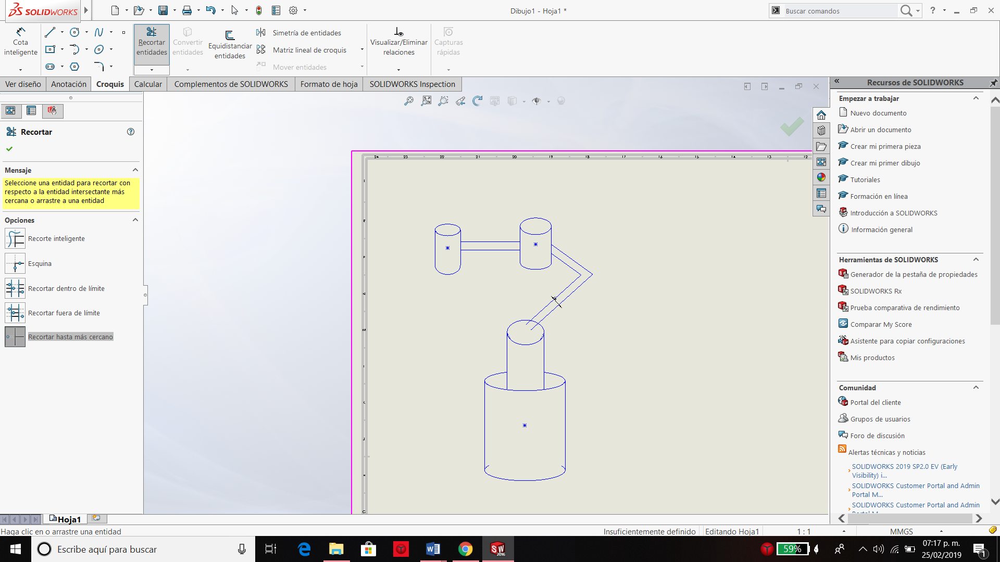 SOLIDWORKS
Dibujo1 - Hoja1 *
Buscar comandos
?
Cota
inteligente
Recortar
entidades
Convertir
entidades
Equidistanciar
entidades
Simetría de entidades
Matriz lineal de croquis
Mover entidades
Visualizar/Eliminar
relaciones
Capturas
rápidas
Ver diseño
Anotación
Croquis
Calcular
Complementos de SOLIDWORKS
Formato de hoja
SOLIDWORKS Inspection
Recortar
Mensaje
Seleccione una entidad para recortar con
respecto a la entidad intersectante más
cercana o arrastre a una entidad
Opciones
Recorte inteligente
Esquina
Recortar dentro de límite
Recortar fuera de límite
Recortar hasta más cercano
24 23 22 21 20 19 18 17 16 15 14 13 12
Recursos de SOLIDWORKS
Empezar a trabajar
Nuevo documento
Abrir un documento
Crear mi primera pieza
Crear mi primer dibujo
Tutoriales
Formación en línea
Introducción a SOLIDWORKS
Información general
Herramientas de SOLIDWORKS
Generador de la pestaña de propiedades
SOLIDWORKS Rx
Prueba comparativa de rendimiento
Comparar My Score
Asistente para copiar configuraciones
Mis productos
Comunidad
Portal del cliente
Grupos de usuarios
Foro de discusión
Alertas técnicas y noticias
SOLIDWORKS 2019 SP2.0 EV (Early
Visibility) i...
SOLIDWORKS Customer Portal and Admin
Portal M...
SOLIDWORKS Customer Portal and Admin
Portal M...
Hoja1
Haga clic en o arrastre una entidad
Insuficientemente definido
Editando Hoja1
1 : 1
MMGS
Escribe aquí para buscar
SW
2016
59%
07:17 p. m.
25/02/2019
1